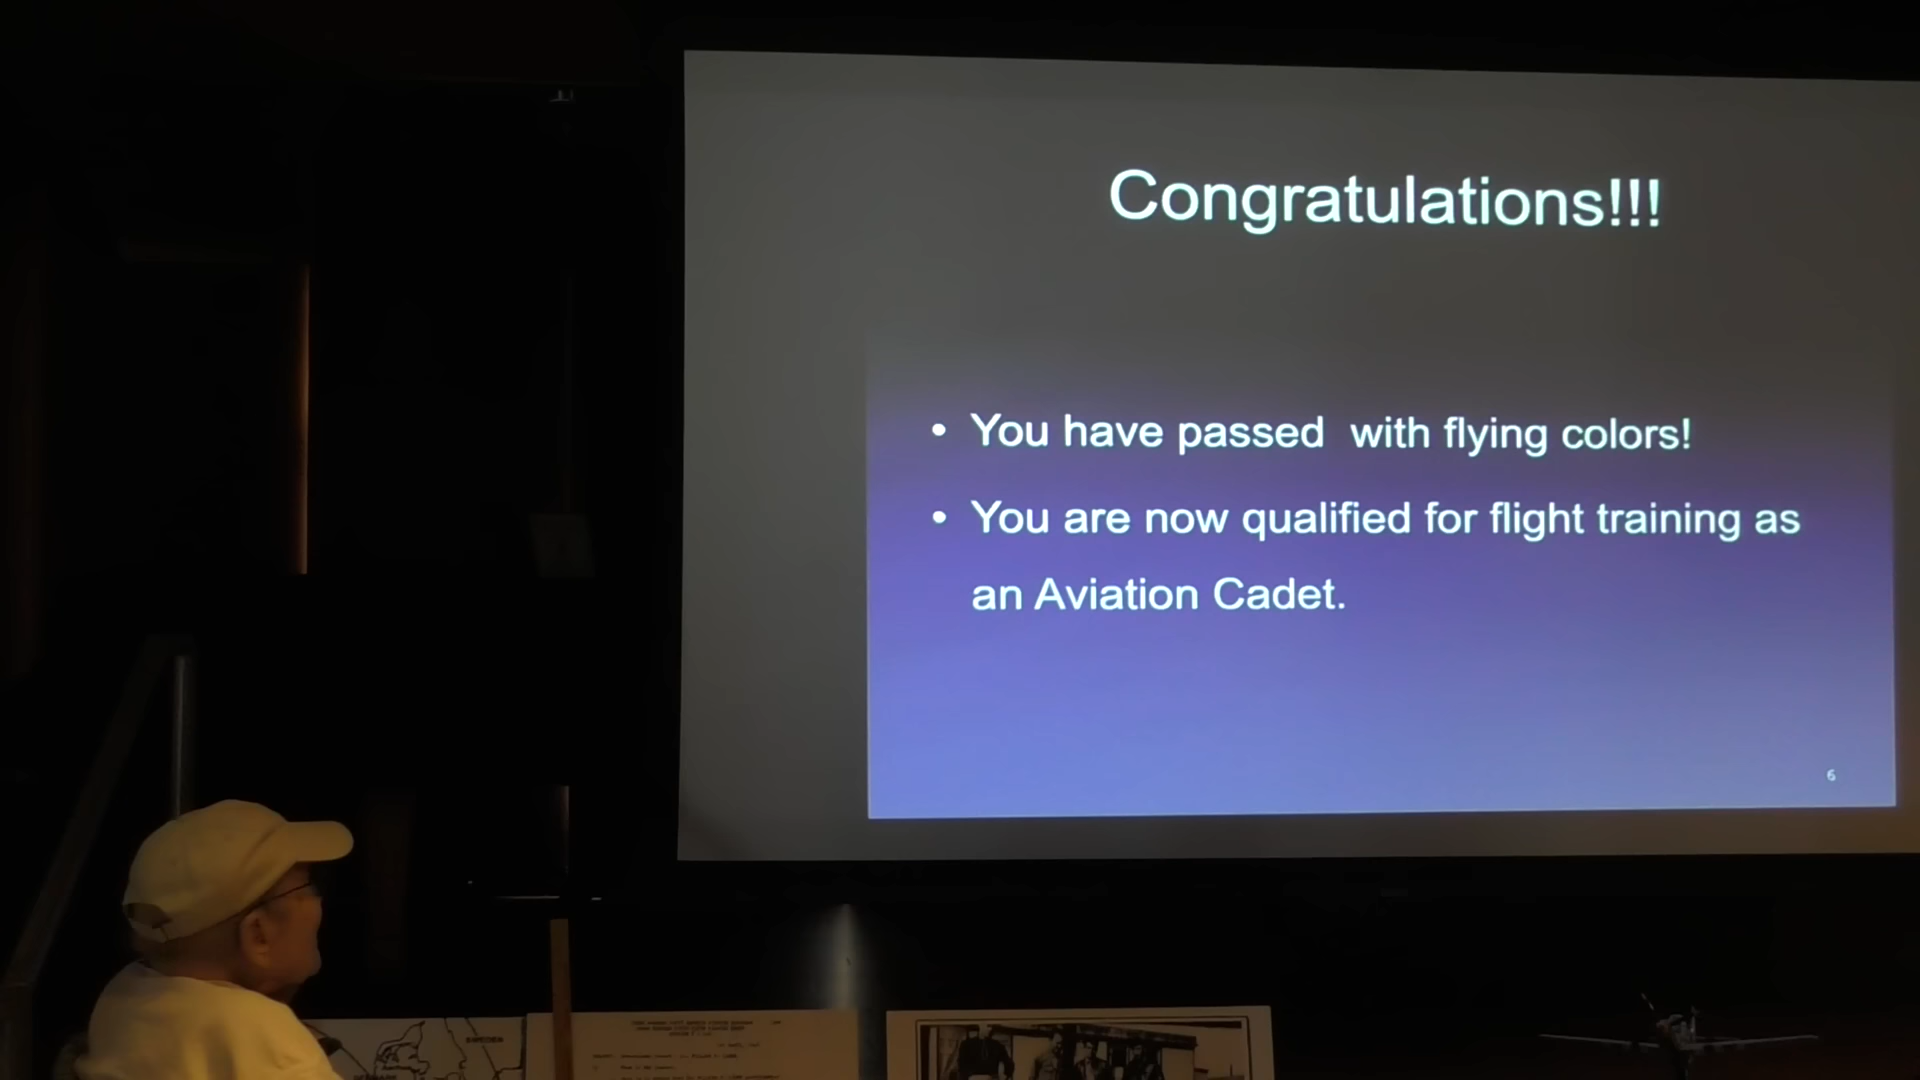 Congratulations!!!
• You have passed with flying colors!
• You are now qualified for flight training as
an Aviation Cadet.
6
SWEDEN